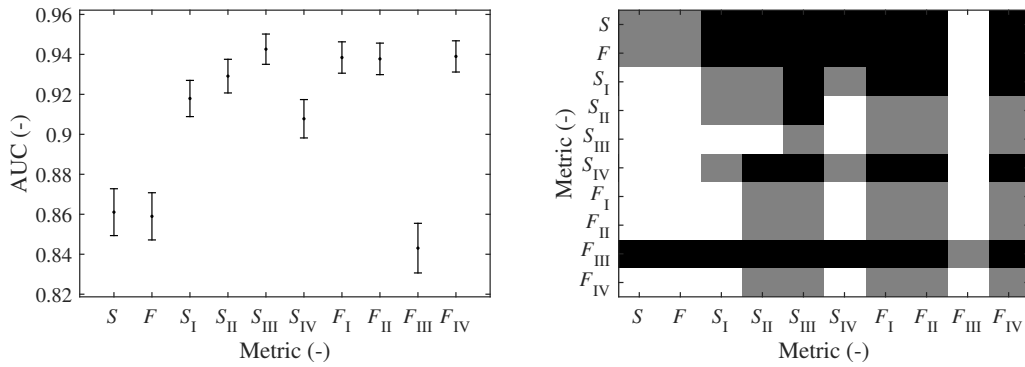 0.96
0.94
0.92
0.9
0.88
0.86
0.84
0.82
AUC (-)
S F S_I S_II S_III S_IV F_I F_II F_III F_IV
Metric (-)
S
F
S_I
S_II
S_III
S_IV
F_I
F_II
F_III
F_IV
Metric (-)
S F S_I S_II S_III S_IV F_I F_II F_III F_IV
Metric (-)